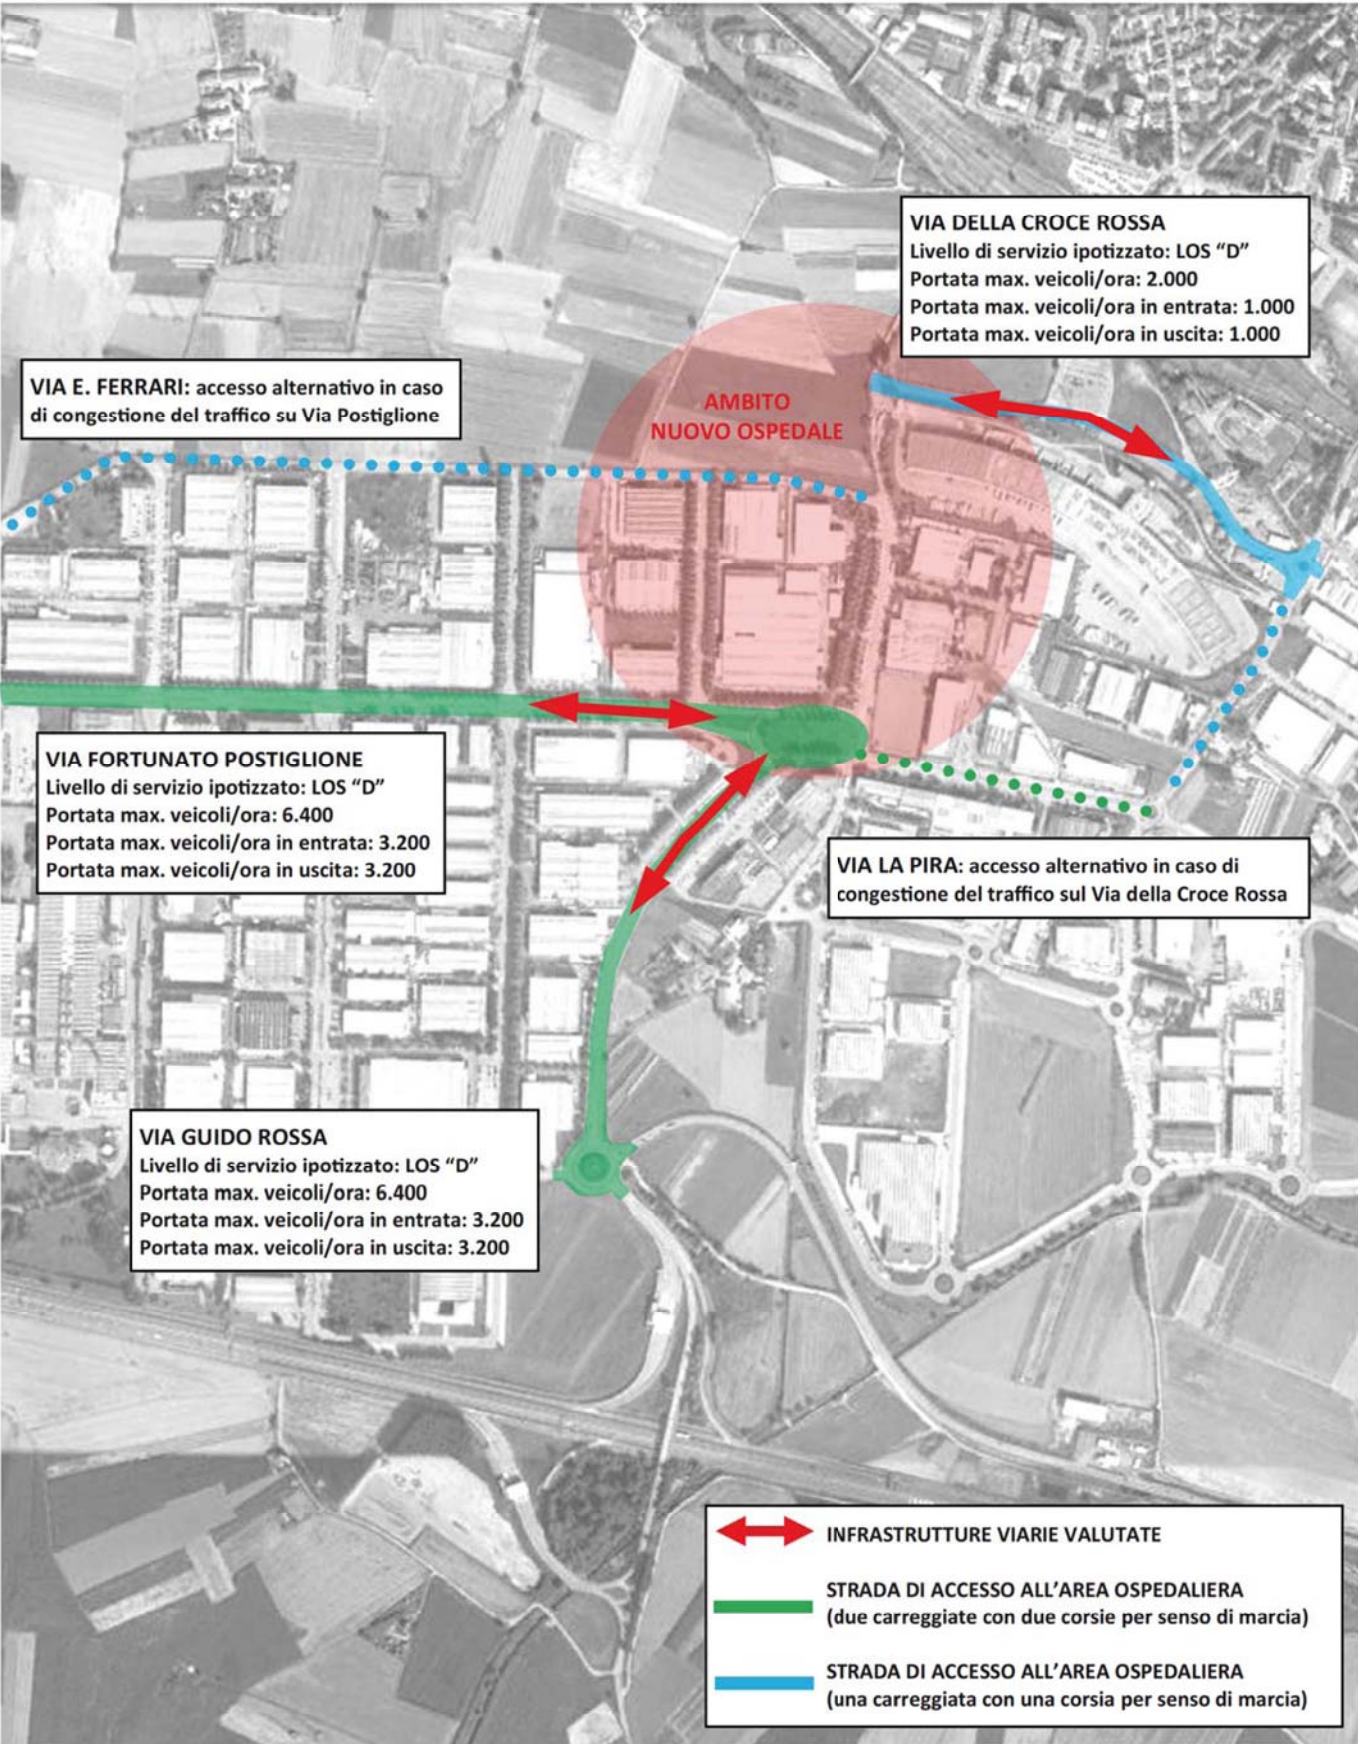 VIA DELLA CROCE ROSSA
Livello di servizio ipotizzato: LOS “D”
Portata max. veicoli/ora: 2.000
Portata max. veicoli/ora in entrata: 1.000
Portata max. veicoli/ora in uscita: 1.000
VIA E. FERRARI: accesso alternativo in caso
di congestione del traffico su Via Postiglione
AMBITO
NUOVO OSPEDALE
VIA FORTUNATO POSTIGLIONE
Livello di servizio ipotizzato: LOS “D”
Portata max. veicoli/ora: 6.400
Portata max. veicoli/ora in entrata: 3.200
Portata max. veicoli/ora in uscita: 3.200
VIA LA PIRA: accesso alternativo in caso di
congestione del traffico sul Via della Croce Rossa
VIA GUIDO ROSSA
Livello di servizio ipotizzato: LOS “D”
Portata max. veicoli/ora: 6.400
Portata max. veicoli/ora in entrata: 3.200
Portata max. veicoli/ora in uscita: 3.200
INFRASTRUTTURE VIARIE VALUTATE
STRADA DI ACCESSO ALL’AREA OSPEDALIERA
(due carreggiate con due corsie per senso di marcia)
STRADA DI ACCESSO ALL’AREA OSPEDALIERA
(una carreggiata con una corsia per senso di marcia)